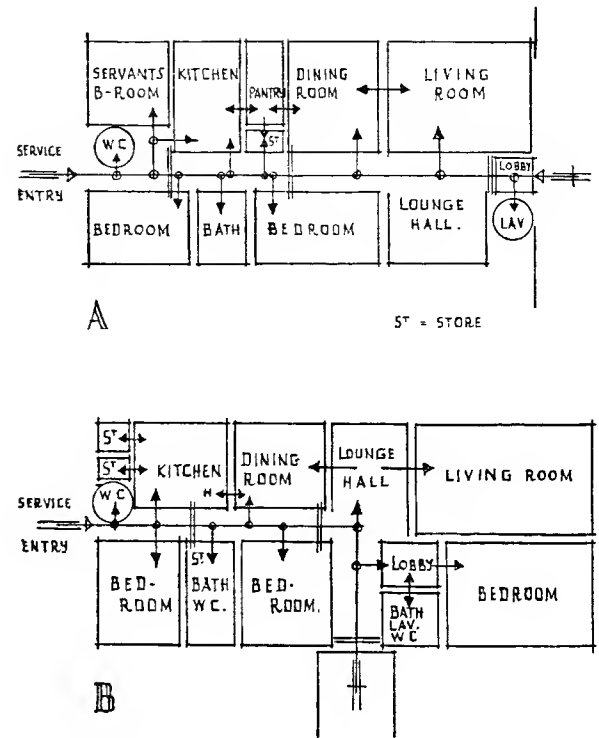 SERVANTS
B-ROOM
KITCHEN
PANTRY
DINING
ROOM
LIVING
ROOM
ST
WC
SERVICE
ENTRY
LOBBY
BEDROOM
BATH
BEDROOM
LOUNGE
HALL.
LAV
A
ST = STORE
ST
ST
KITCHEN
DINING
ROOM
LOUNGE
HALL
LIVING ROOM
WC
H
SERVICE
ENTRY
BED-
ROOM
ST
BATH
WC.
BED-
ROOM.
LOBBY
BATH
LAV.
WC
BEDROOM
B